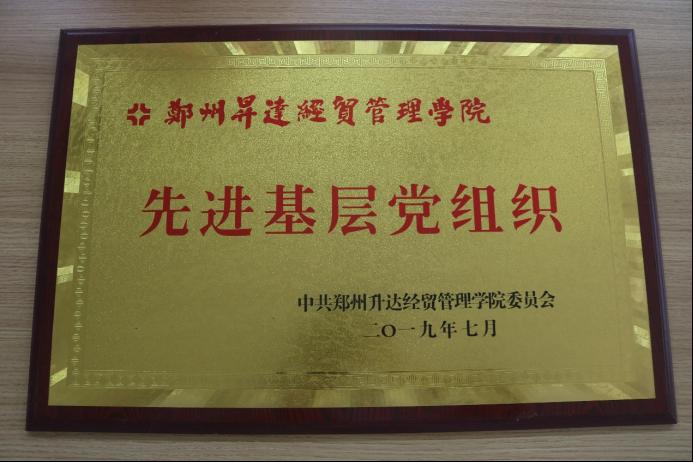 鄭州昇達經貿管理學院
先进基层党组织
中共郑州升达经贸管理学院委员会
二〇一九年七月